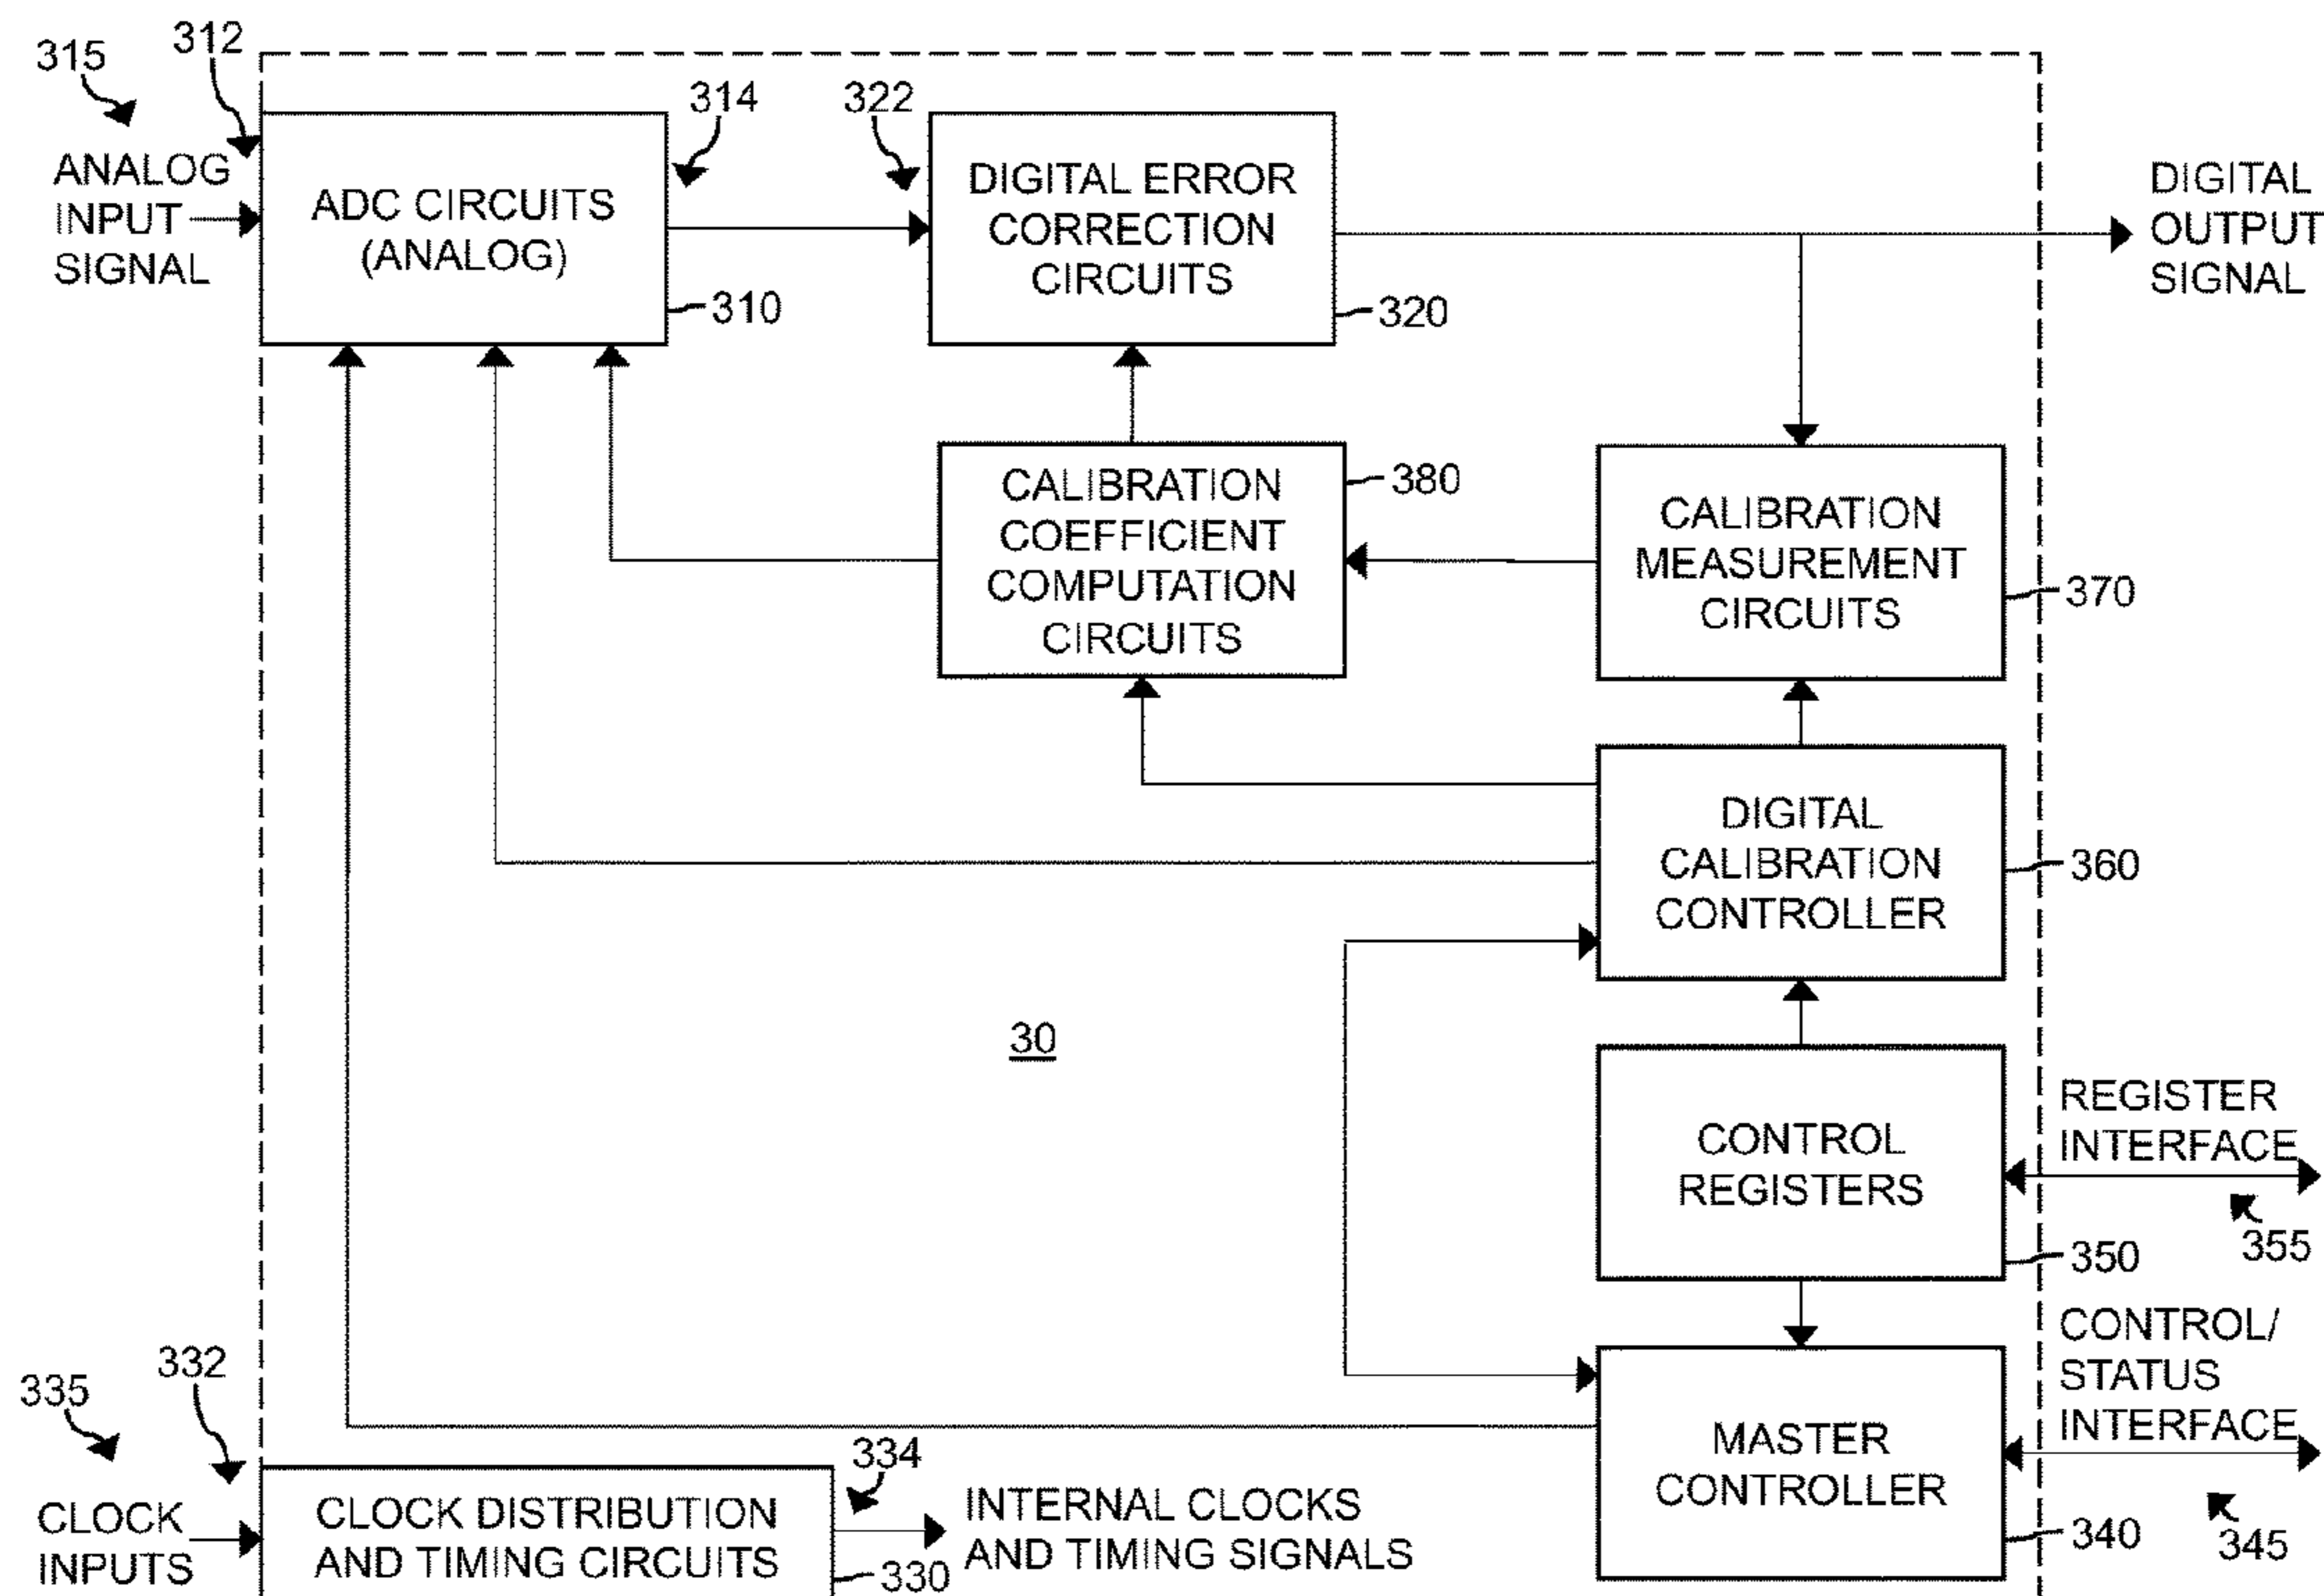 312
315
314
322
ANALOG
INPUT
SIGNAL
ADC CIRCUITS
(ANALOG)
310
DIGITAL ERROR
CORRECTION
CIRCUITS
320
DIGITAL
OUTPUT
SIGNAL
CALIBRATION
COEFFICIENT
COMPUTATION
CIRCUITS
380
CALIBRATION
MEASUREMENT
CIRCUITS
370
DIGITAL
CALIBRATION
CONTROLLER
360
30
CONTROL
REGISTERS
350
REGISTER
INTERFACE
355
CONTROL/
STATUS
INTERFACE
345
MASTER
CONTROLLER
340
332
335
CLOCK
INPUTS
CLOCK DISTRIBUTION
AND TIMING CIRCUITS
330
334
INTERNAL CLOCKS
AND TIMING SIGNALS